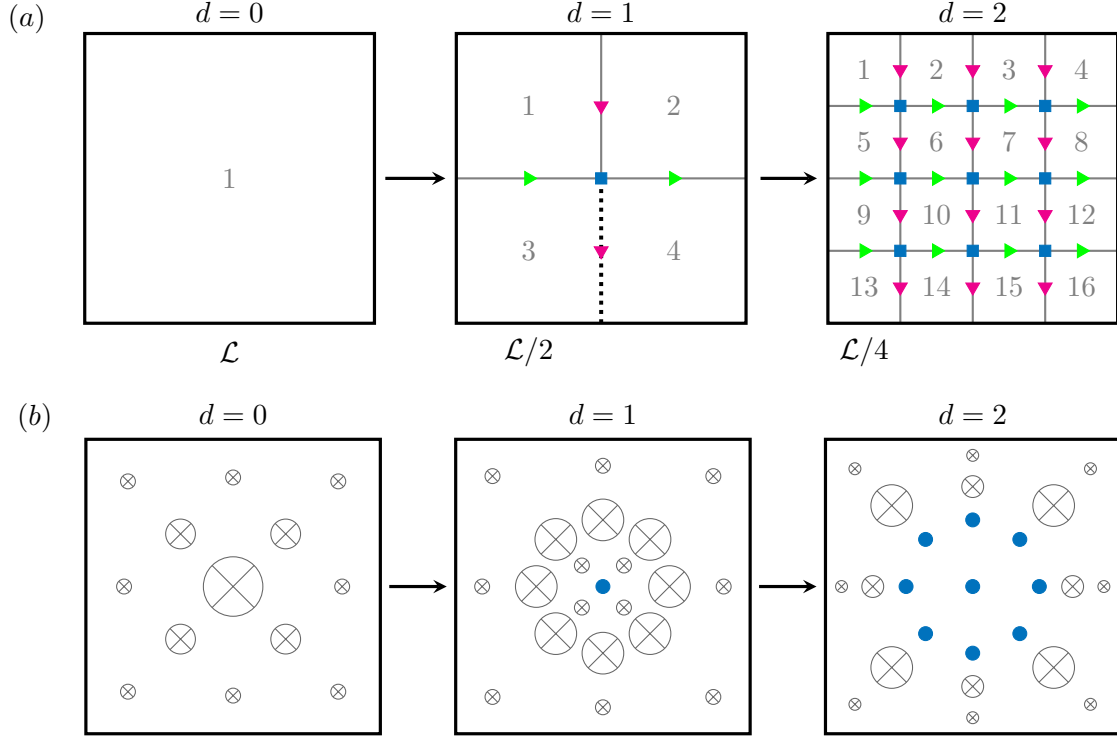 (a)
d = 0
d = 1
d = 2
1
1 2
3 4
1 2 3 4
5 6 7 8
9 10 11 12
13 14 15 16
ℒ
ℒ/2
ℒ/4
(b)
d = 0
d = 1
d = 2